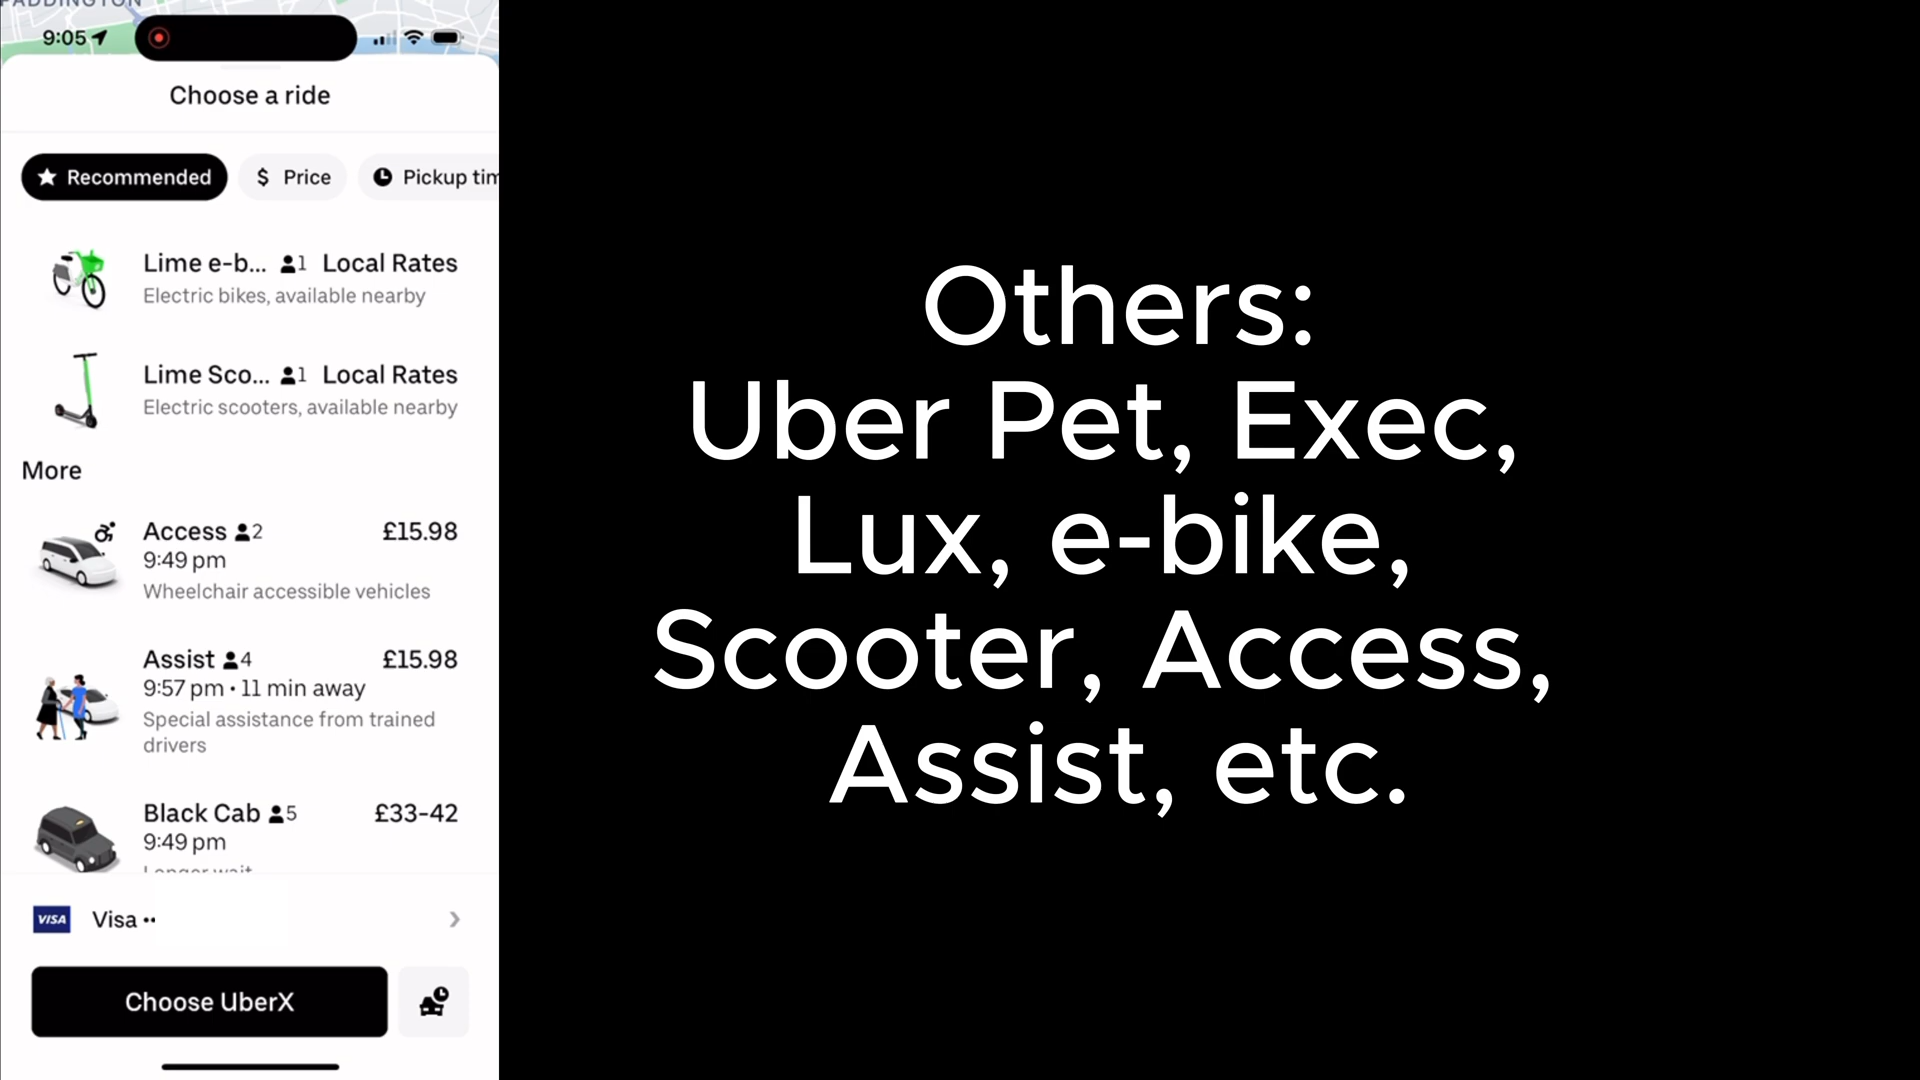 PADDINGTON
9:05
Choose a ride
Recommended
$ Price
Pickup tim
Lime e-b... 1 Local Rates
Electric bikes, available nearby
Lime Sco... 1 Local Rates
Electric scooters, available nearby
More
Access 2 £15.98
9:49 pm
Wheelchair accessible vehicles
Assist 4 £15.98
9:57 pm • 11 min away
Special assistance from trained
drivers
Black Cab 5 £33-42
9:49 pm
Longer wait
VISA Visa ••
Choose UberX
Others:
Uber Pet, Exec,
Lux, e-bike,
Scooter, Access,
Assist, etc.